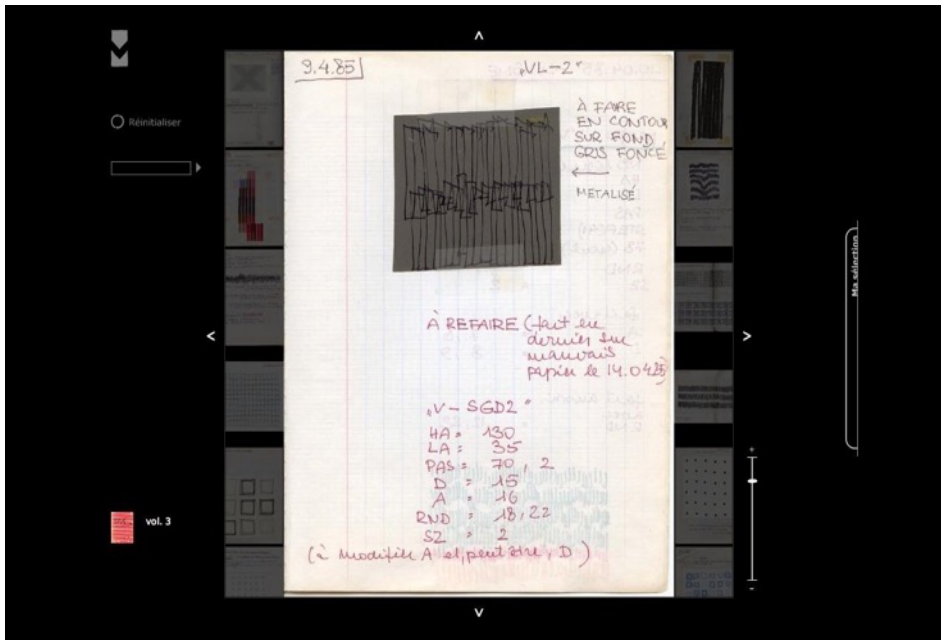 9.4.85
„VL-2"
À FAIRE
EN CONTOUR
SUR FOND
GRIS FONCÉ
←
METALISÉ
Réinitialiser
Ma sélection
À REFAIRE (fait en
dernier sur
mauvais
papier le 14.04.85)
„V-SGD2"
HA = 130
LA = 35
PAS = 70, 2
D = 15
A = 16
RND = 18,22
SZ = 2
(à modifier A et, peut être, D)
vol. 3